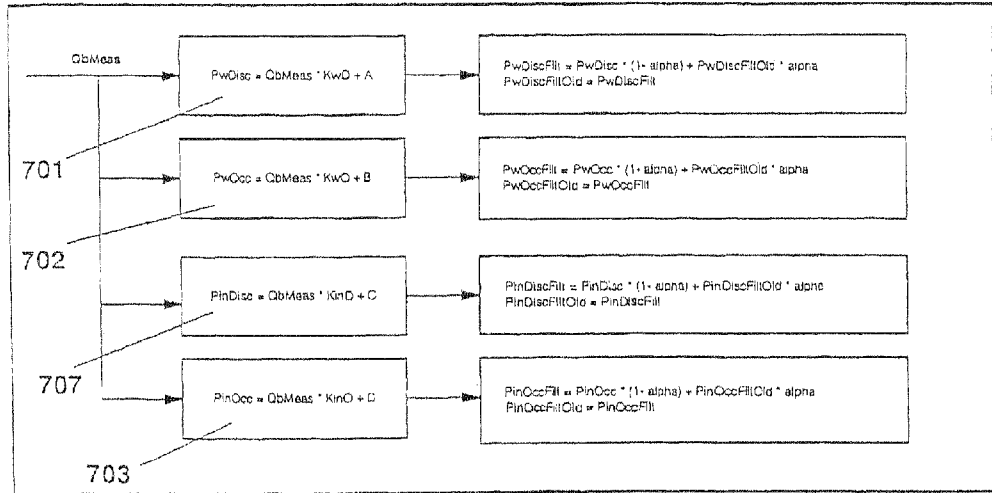 QbMeas
PwDisc = QbMeas * KwD + A
PwDiscFilt = PwDisc * (1- alpha) + PwDiscFiltOld * alpha
PwDiscFiltOld = PwDiscFilt
701
PwOcc = QbMeas * KwO + B
PwOccFilt = PwOcc * (1- alpha) + PwOccFiltOld * alpha
PwOccFiltOld = PwOccFilt
702
PinDisc = QbMeas * KinD + C
PinDiscFilt = PinDisc * (1- alpha) + PinDiscFiltOld * alpha
PinDiscFiltOld = PinDiscFilt
707
PinOcc = QbMeas * KinO + D
PinOccFilt = PinOcc * (1- alpha) + PinOccFiltOld * alpha
PinOccFiltOld = PinOccFilt
703